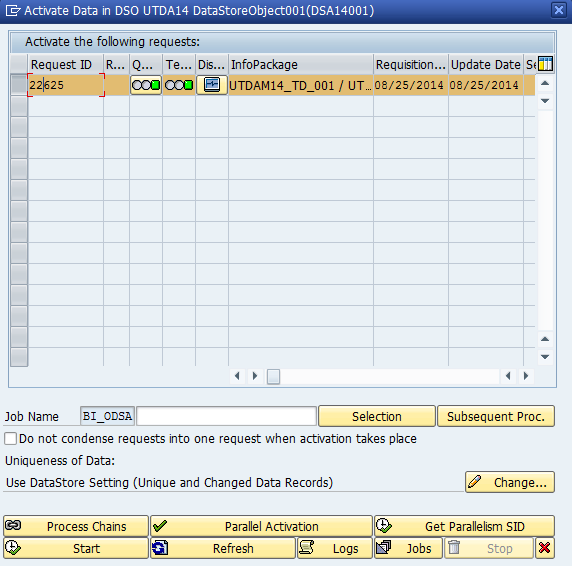 Activate Data in DSO UTDA14 DataStoreObject001(DSA14001)
Activate the following requests:
Request ID R... Q... Te... Dis... InfoPackage Requisition... Update Date Se
22625 UTDAM14_TD_001 / UT... 08/25/2014 08/25/2014
Job Name BI_ODSA Selection Subsequent Proc.
Do not condense requests into one request when activation takes place
Uniqueness of Data:
Use DataStore Setting (Unique and Changed Data Records) Change...
Process Chains Parallel Activation Get Parallelism SID
Start Refresh Logs Jobs Stop